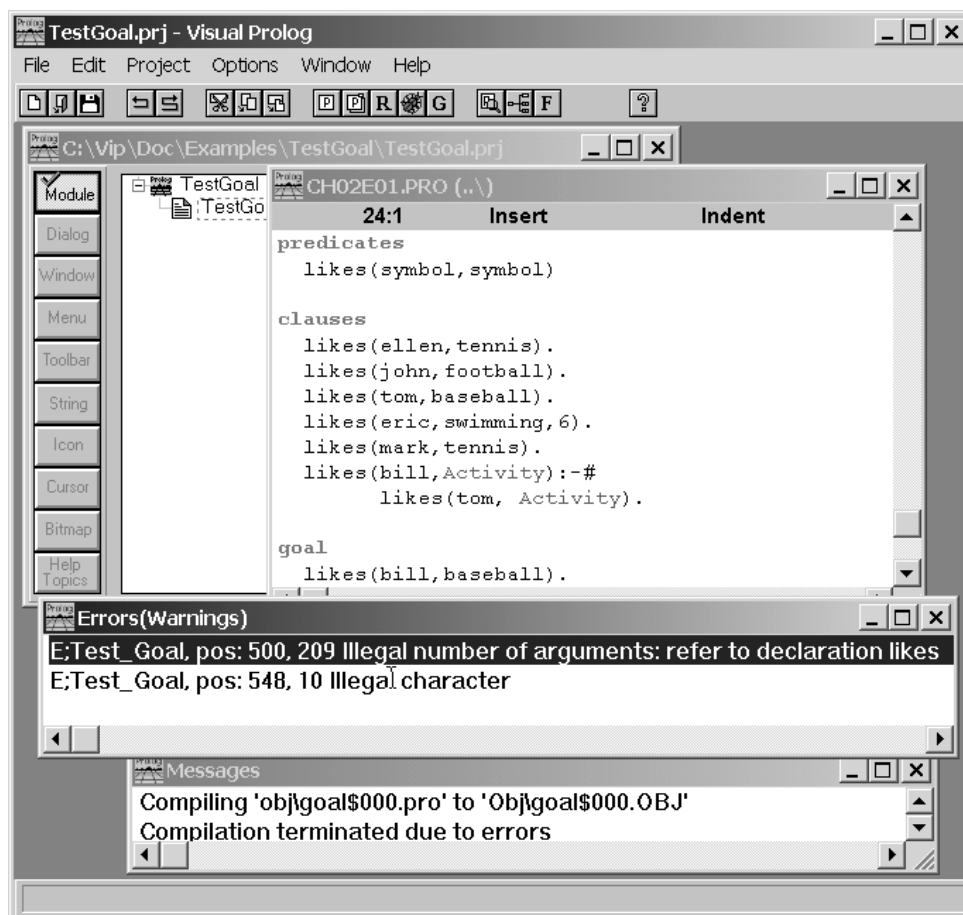 TestGoal.prj - Visual Prolog
File Edit Project Options Window Help
P P R G F ?
C:\Vip\Doc\Examples\TestGoal\TestGoal.prj
Module
Dialog
Window
Menu
Toolbar
String
Icon
Cursor
Bitmap
Help
Topics
TestGoal
TestGo
CH02E01.PRO (..\)
24:1 Insert Indent
predicates
likes(symbol,symbol)
clauses
likes(ellen,tennis).
likes(john,football).
likes(tom,baseball).
likes(eric,swimming,6).
likes(mark,tennis).
likes(bill,Activity):-#
likes(tom, Activity).
goal
likes(bill,baseball).
Errors(Warnings)
E;Test_Goal, pos: 500, 209 Illegal number of arguments: refer to declaration likes
E;Test_Goal, pos: 548, 10 Illegal character
Messages
Compiling 'obj\goal$000.pro' to 'Obj\goal$000.OBJ'
Compilation terminated due to errors